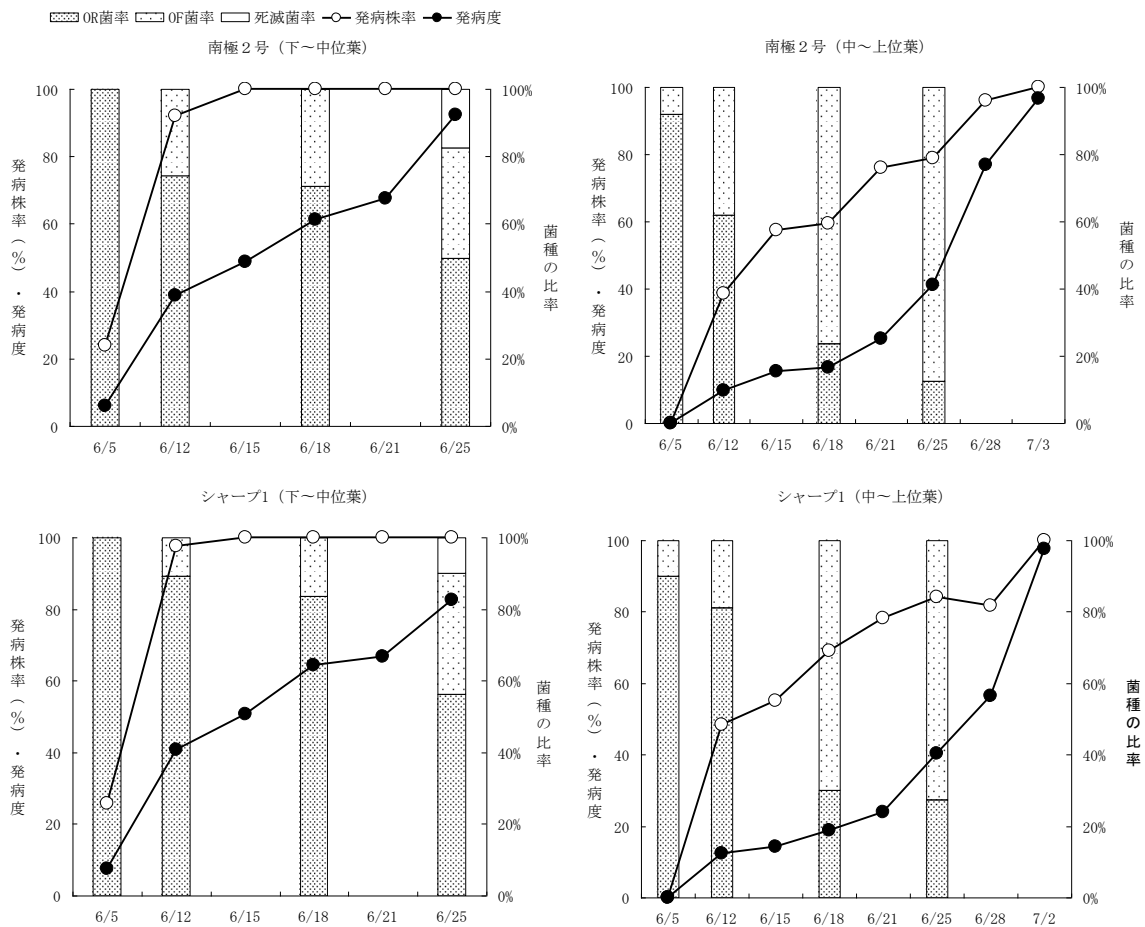 OR菌率 OF菌率 死滅菌率 発病株率 発病度
南極２号（下～中位葉）
発病株率（%）・発病度
100
80
60
40
20
0
100%
80%
60%
40%
20%
0%
菌種の比率
6/5 6/12 6/15 6/18 6/21 6/25
南極２号（中～上位葉）
発病株率（%）・発病度
100
80
60
40
20
0
100%
80%
60%
40%
20%
0%
菌種の比率
6/5 6/12 6/15 6/18 6/21 6/25 6/28 7/3
シャープ1（下～中位葉）
発病株率（%）・発病度
100
80
60
40
20
0
100%
80%
60%
40%
20%
0%
菌種の比率
6/5 6/12 6/15 6/18 6/21 6/25
シャープ1（中～上位葉）
発病株率（%）・発病度
100
80
60
40
20
0
100%
80%
60%
40%
20%
0%
菌種の比率
6/5 6/12 6/15 6/18 6/21 6/25 6/28 7/2